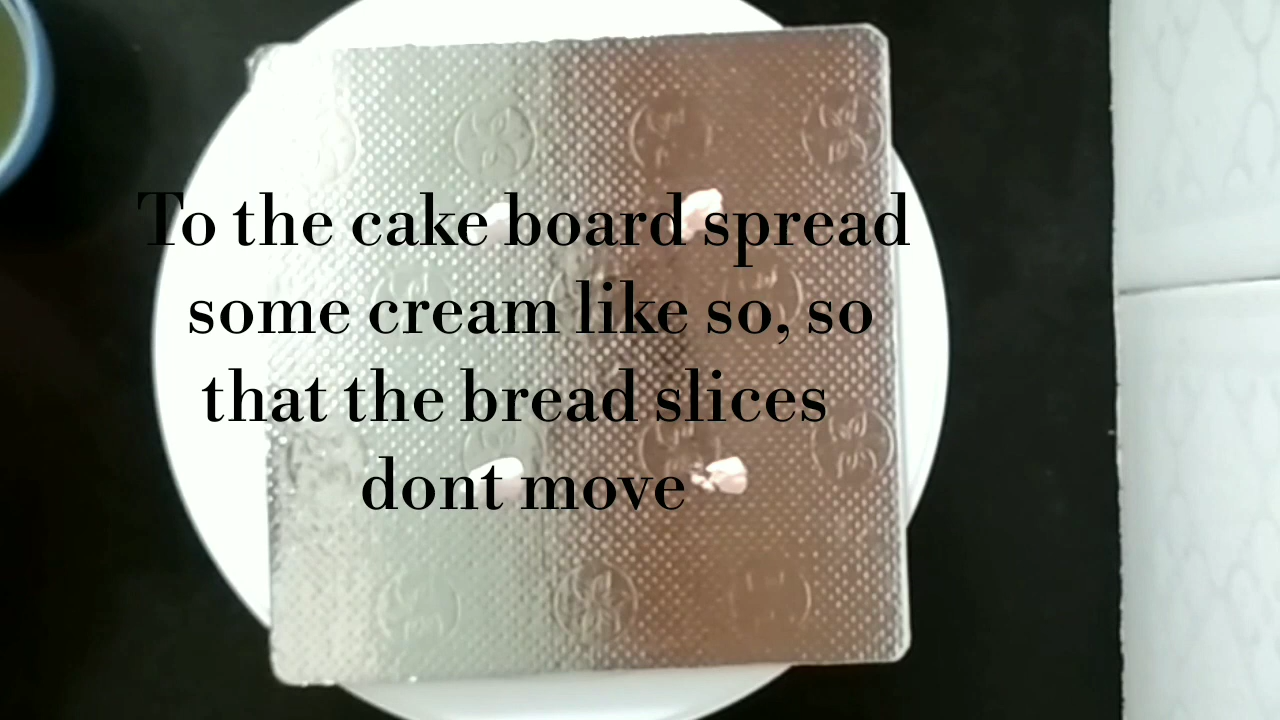 To the cake board spread
some cream like so, so
that the bread slices
dont move